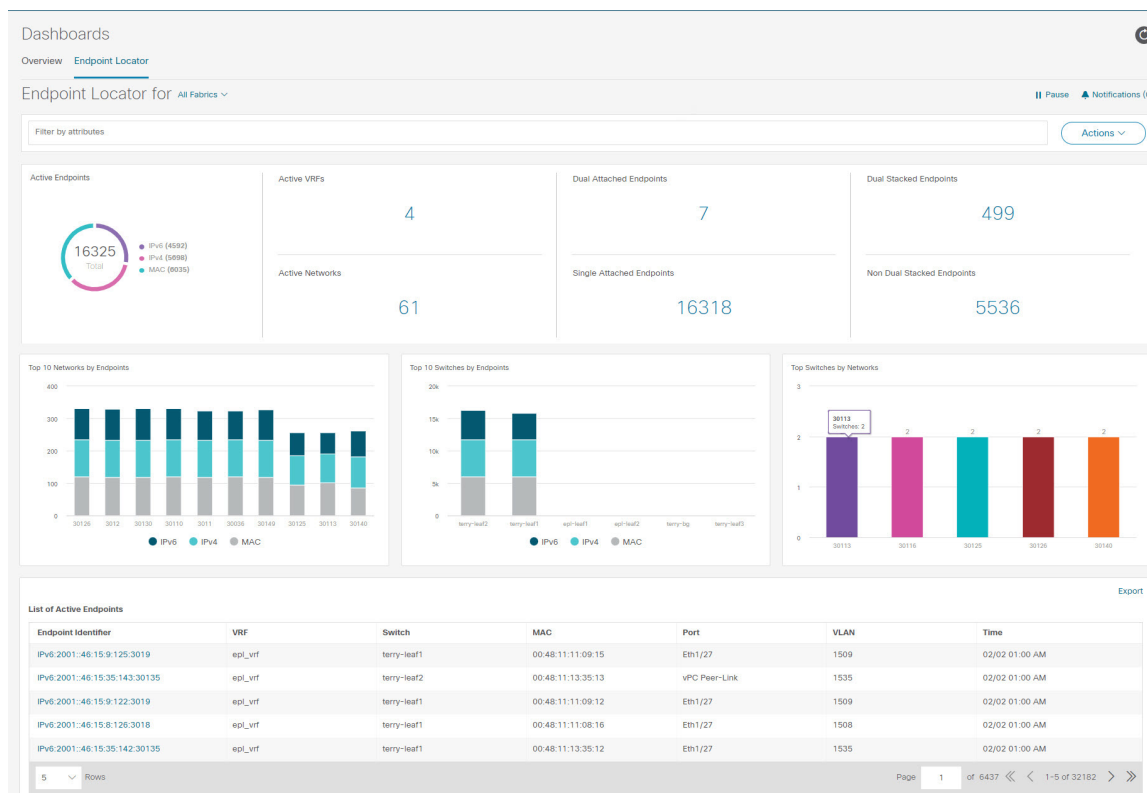 Dashboards
Overview Endpoint Locator
Endpoint Locator for All Fabrics
Pause Notifications (
Filter by attributes
Actions
Active Endpoints
16325
Total
IPv6 (4592)
IPv4 (5698)
MAC (6035)
Active VRFs
4
Active Networks
61
Dual Attached Endpoints
7
Single Attached Endpoints
16318
Dual Stacked Endpoints
499
Non Dual Stacked Endpoints
5536
Top 10 Networks by Endpoints
400
300
200
100
0
30126 3012 30130 30110 3011 30036 30149 30125 30113 30140
IPv6 IPv4 MAC
Top 10 Switches by Endpoints
20k
15k
10k
5k
0
terry-leaf2 terry-leaf1 epl-leaf1 epl-leaf2 terry-bg terry-leaf3
IPv6 IPv4 MAC
Top Switches by Networks
3
30113
Switches: 2
2 2 2 2 2
1
0
30113 30116 30125 30126 30140
Export
List of Active Endpoints
Endpoint Identifier VRF Switch MAC Port VLAN Time
IPv6:2001::46:15:9:125:3019 epl_vrf terry-leaf1 00:48:11:11:09:15 Eth1/27 1509 02/02 01:00 AM
IPv6:2001::46:15:35:143:30135 epl_vrf terry-leaf2 00:48:11:13:35:13 vPC Peer-Link 1535 02/02 01:00 AM
IPv6:2001::46:15:9:122:3019 epl_vrf terry-leaf1 00:48:11:11:09:12 Eth1/27 1509 02/02 01:00 AM
IPv6:2001::46:15:8:126:3018 epl_vrf terry-leaf1 00:48:11:11:08:16 Eth1/27 1508 02/02 01:00 AM
IPv6:2001::46:15:35:142:30135 epl_vrf terry-leaf1 00:48:11:13:35:12 Eth1/27 1535 02/02 01:00 AM
5 Rows
Page 1 of 6437 1-5 of 32182